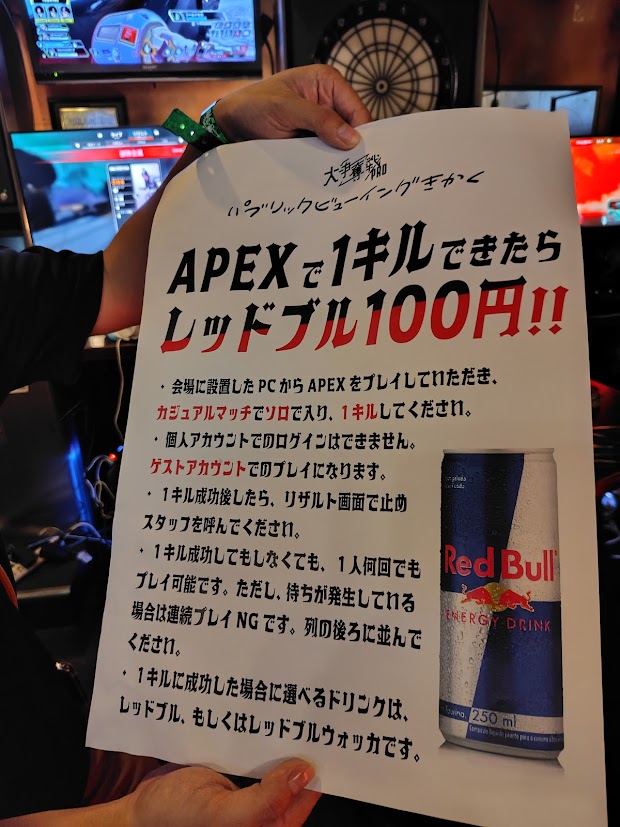 大争奪戦
パブリックビューイングきかく
APEXで1キルできたら
レッドブル100円!!
・会場に設置したPCからAPEXをプレイしていただき、
カジュアルマッチでソロで入り、1キルしてください。
・個人アカウントでのログインはできません。
ゲストアカウントでのプレイになります。
・1キル成功後したら、リザルト画面で止め
スタッフを呼んでください。
・1キル成功してもしなくても、1人何回でも
プレイ可能です。ただし、待ちが発生している
場合は連続プレイNGです。列の後ろに並んで
ください。
・1キルに成功した場合に選べるドリンクは、
レッドブル、もしくはレッドブルウォッカです。
Red Bull
ENERGY DRINK
250 ml